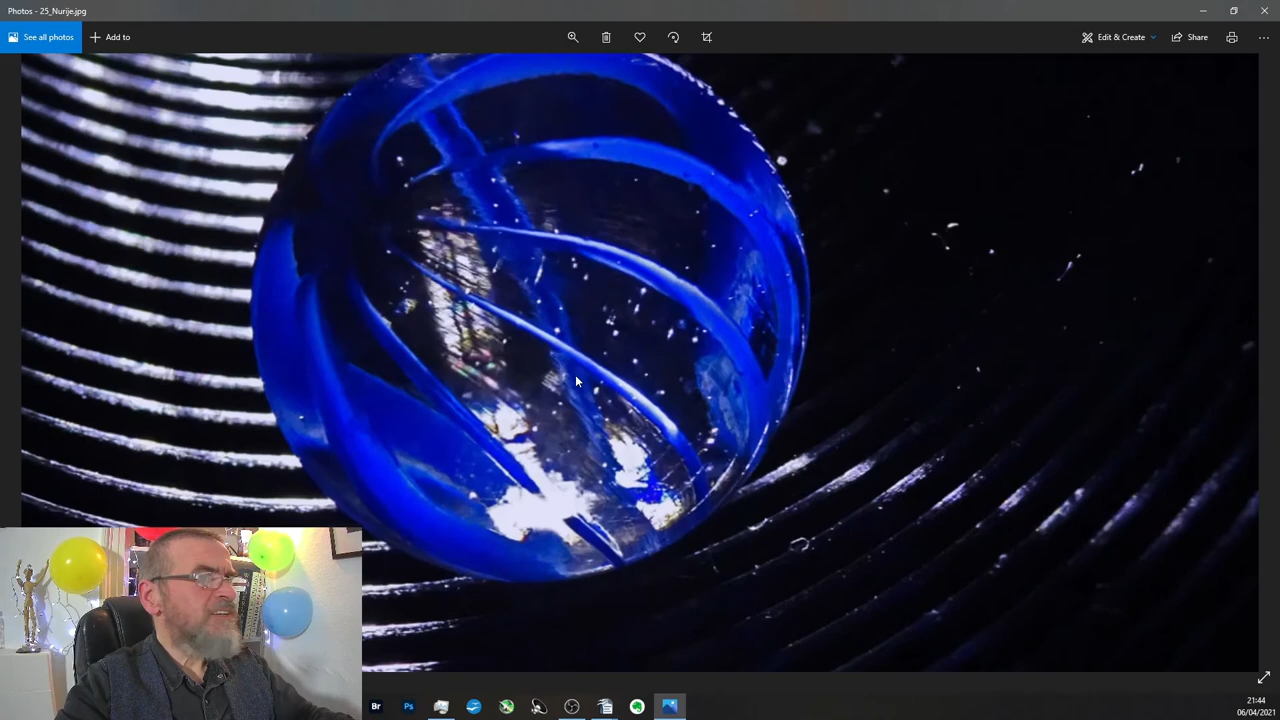 Photos - 25_Nurije.jpg
See all photos
Add to
Edit & Create
Share
Br
Ps
21:44
06/04/2021